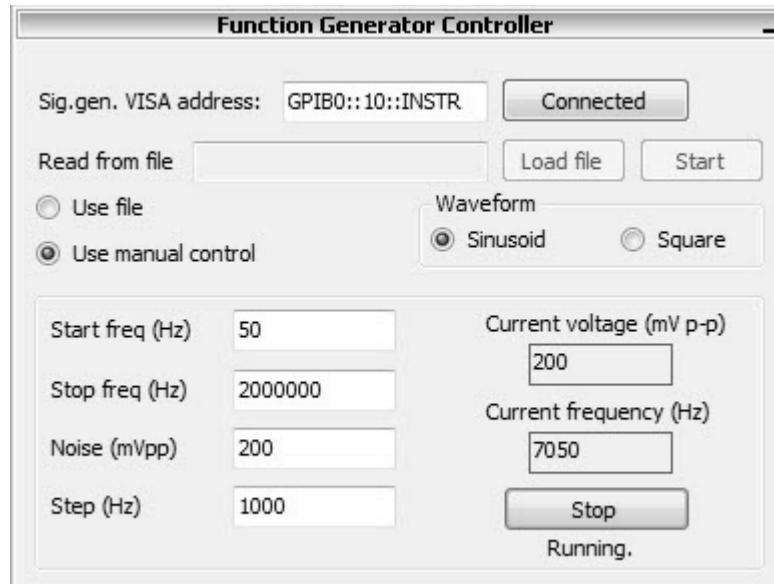 Function Generator Controller
Sig.gen. VISA address: GPIB0::10::INSTR Connected
Read from file Load file Start
Use file
Use manual control
Waveform
Sinusoid Square
Start freq (Hz) 50
Stop freq (Hz) 2000000
Noise (mVpp) 200
Step (Hz) 1000
Current voltage (mV p-p)
200
Current frequency (Hz)
7050
Stop
Running.